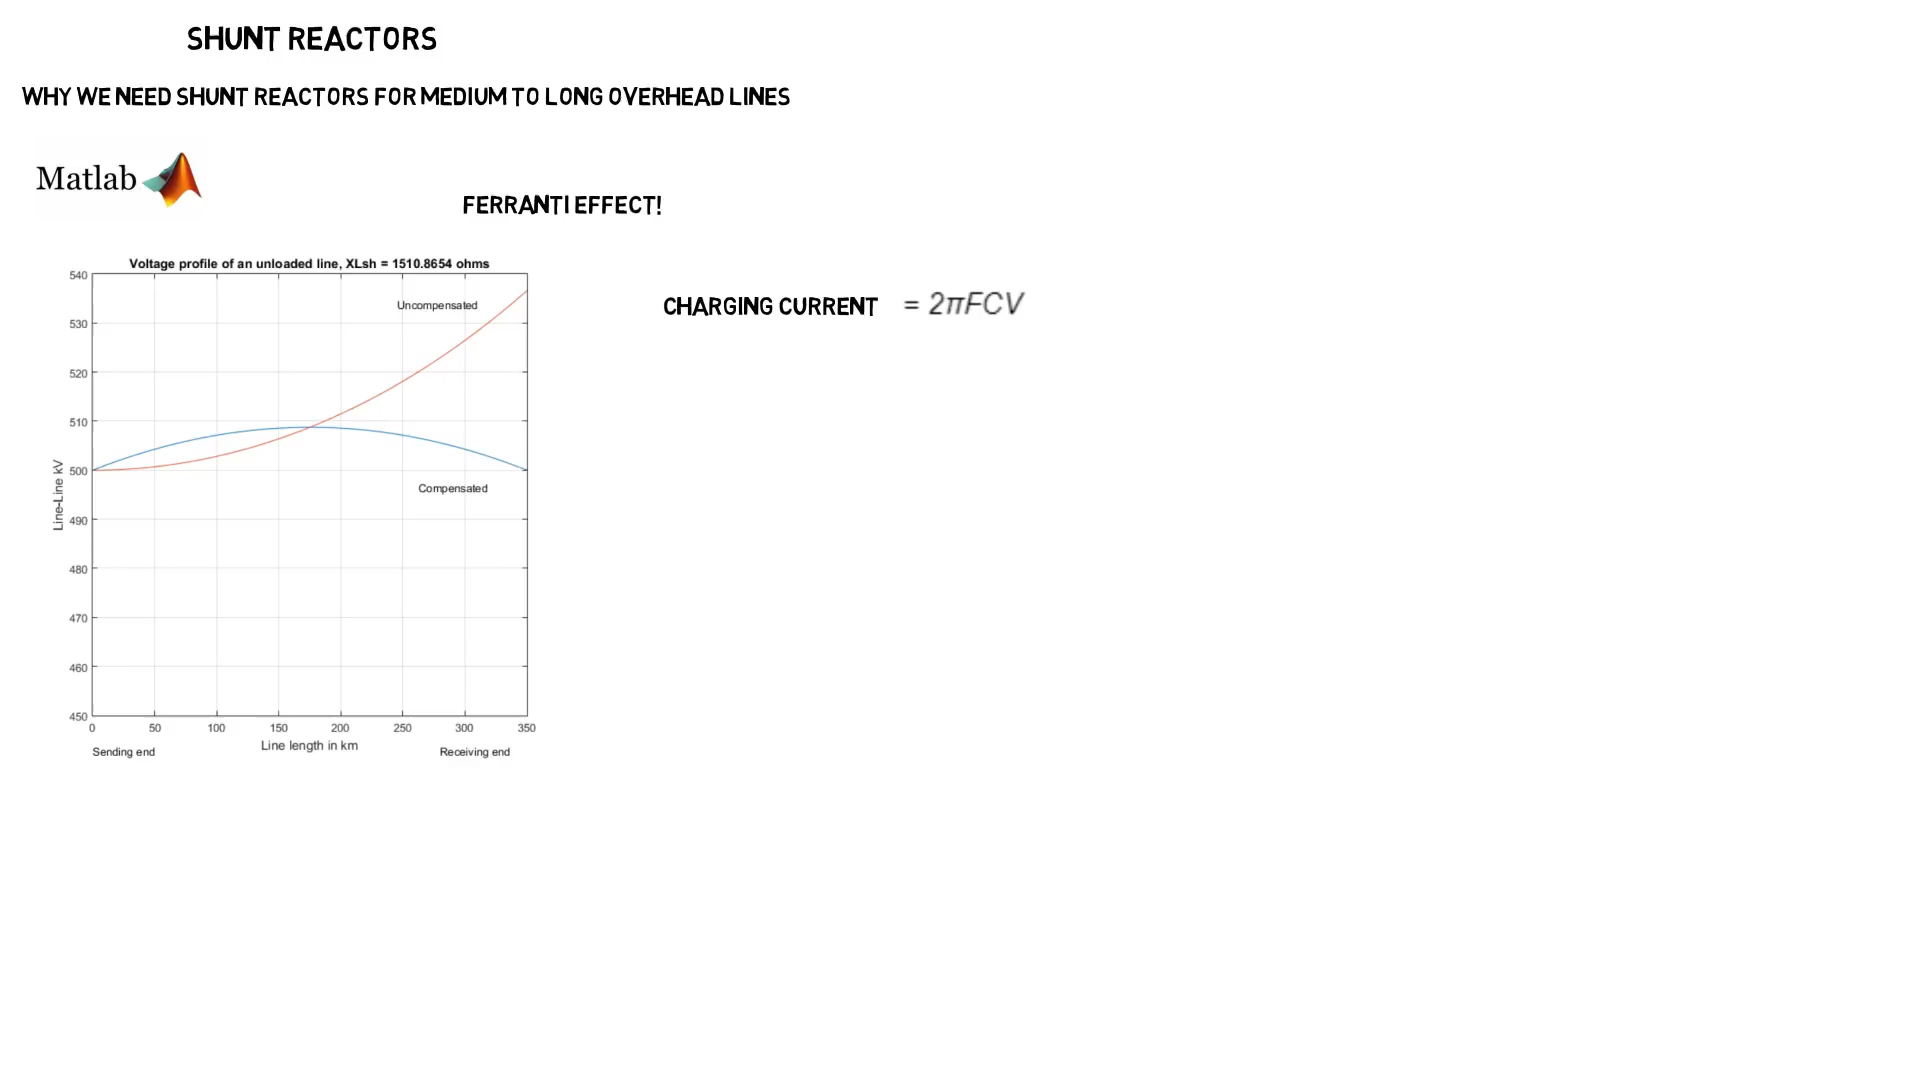 SHUNT REACTORS
WHY WE NEED SHUNT REACTORS FOR MEDIUM TO LONG OVERHEAD LINES
Matlab
FERRANTI EFFECT!
Voltage profile of an unloaded line, XLsh = 1510.8654 ohms
540
530
520
510
500
490
480
470
460
450
Line-Line kV
Uncompensated
Compensated
0 50 100 150 200 250 300 350
Sending end
Line length in km
Receiving end
CHARGING CURRENT = 2πFCV